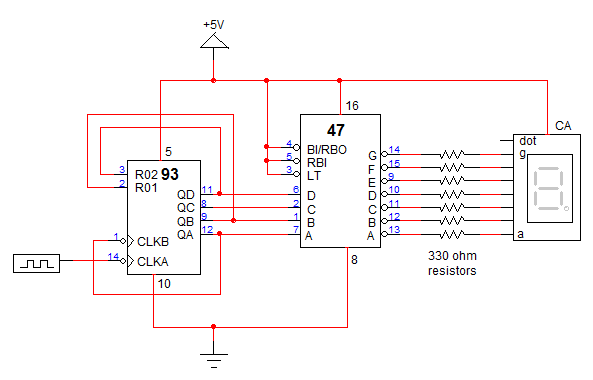 +5V
16
CA
5
47
4 BI/RBO
5 RBI
3 LT
G 14
F 15
E 9
D 10
C 11
B 12
A 13
dot
g
a
3 R02 93
2 R01
QD 11
QC 8
QB 9
QA 12
6 D
2 C
1 B
7 A
1 CLKB
14 CLKA
10
8
330 ohm
resistors